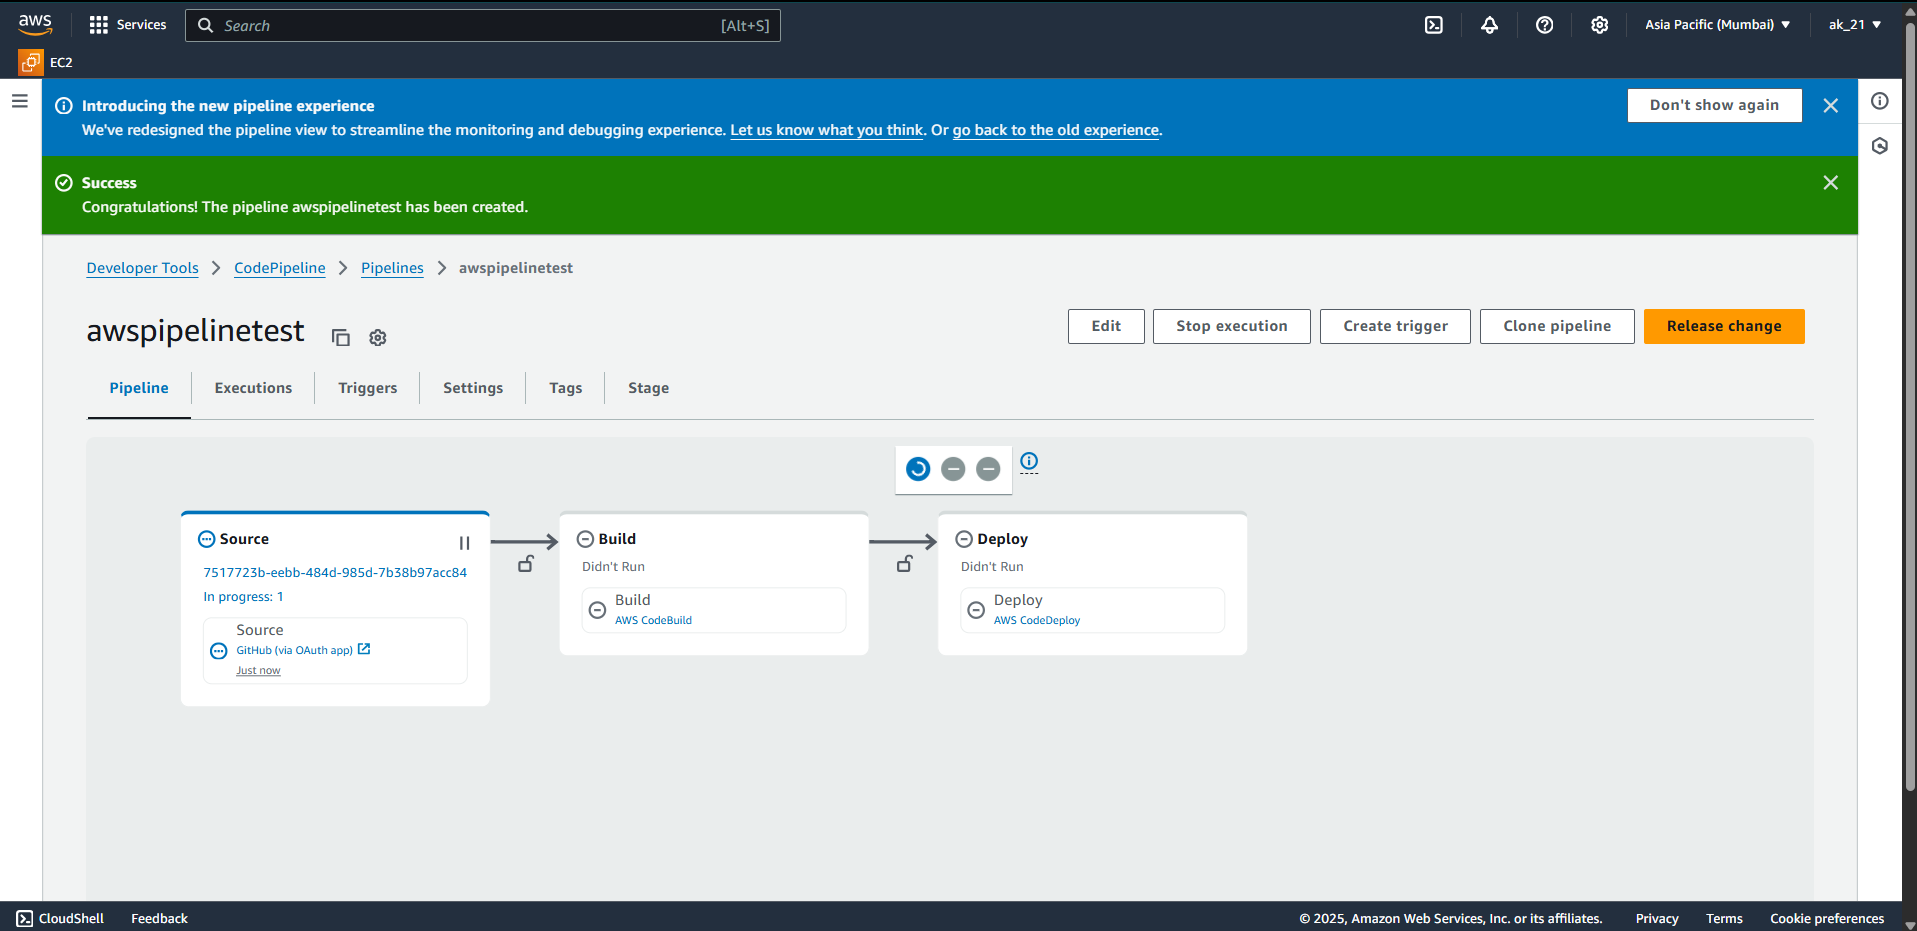 aws
Services
Search
[Alt+S]
Asia Pacific (Mumbai)
ak_21
EC2
Introducing the new pipeline experience
We've redesigned the pipeline view to streamline the monitoring and debugging experience. Let us know what you think. Or go back to the old experience.
Don't show again
Success
Congratulations! The pipeline awspipelinetest has been created.
Developer Tools
CodePipeline
Pipelines
awspipelinetest
awspipelinetest
Edit
Stop execution
Create trigger
Clone pipeline
Release change
Pipeline
Executions
Triggers
Settings
Tags
Stage
Source
7517723b-eebb-484d-985d-7b38b97acc84
In progress: 1
Source
GitHub (via OAuth app)
Just now
Build
Didn't Run
Build
AWS CodeBuild
Deploy
Didn't Run
Deploy
AWS CodeDeploy
CloudShell
Feedback
© 2025, Amazon Web Services, Inc. or its affiliates.
Privacy
Terms
Cookie preferences